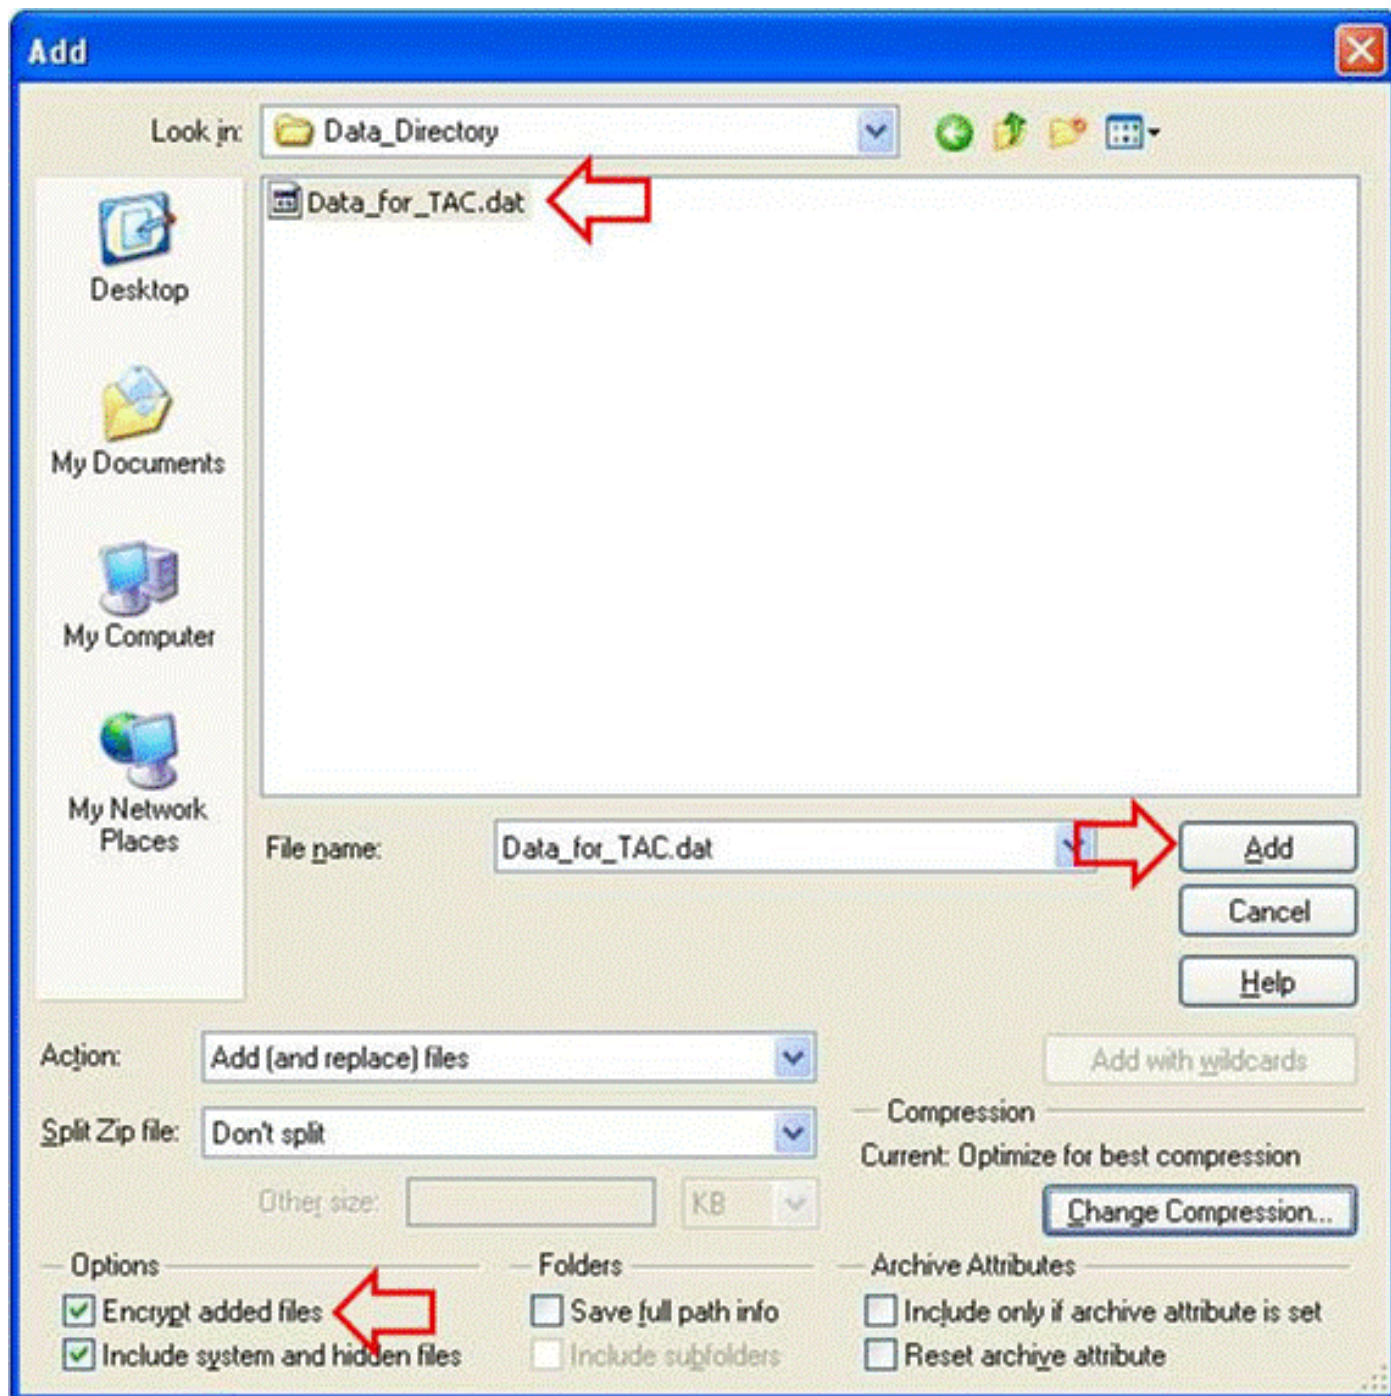 Add
Look in: Data_Directory
Data_for_TAC.dat
Desktop
My Documents
My Computer
My Network
Places
File name: Data_for_TAC.dat Add
Cancel
Help
Action: Add (and replace) files Add with wildcards
Split Zip file: Don't split Compression
Current: Optimize for best compression
Other size: KB Change Compression...
Options Folders Archive Attributes
Encrypt added files Save full path info Include only if archive attribute is set
Include system and hidden files Include subfolders Reset archive attribute